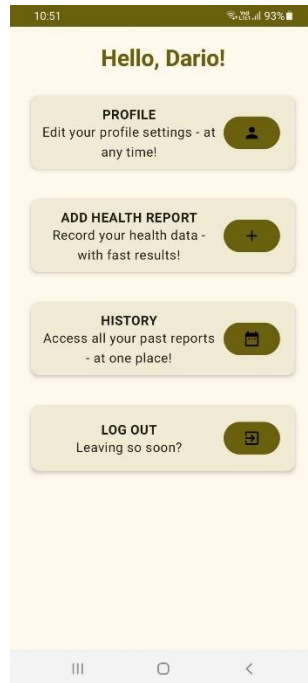 10:51
93%
Hello, Dario!
PROFILE
Edit your profile settings - at
any time!
ADD HEALTH REPORT
Record your health data -
with fast results!
HISTORY
Access all your past reports
- at one place!
LOG OUT
Leaving so soon?